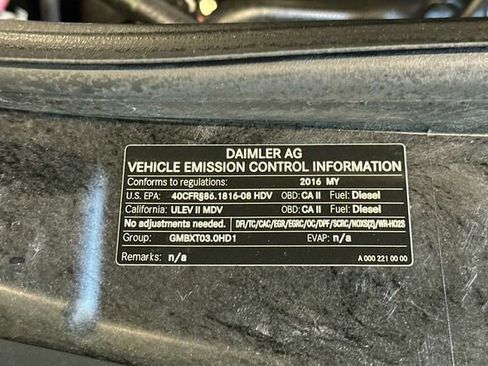 DAIMLER AG
VEHICLE EMISSION CONTROL INFORMATION
Conforms to regulations: 2016 MY
U.S. EPA: 40CFR§86.1816-08 HDV OBD: CA II Fuel: Diesel
California: ULEV II MDV OBD: CA II Fuel: Diesel
No adjustments needed. DFI/TC/CAC/EGR/EGRC/OC/DPF/SCRC/NOXS(2)/WR-HO2S
Group: GMBXT03.0HD1 EVAP: n/a
Remarks: n/a A 000 221 00 00